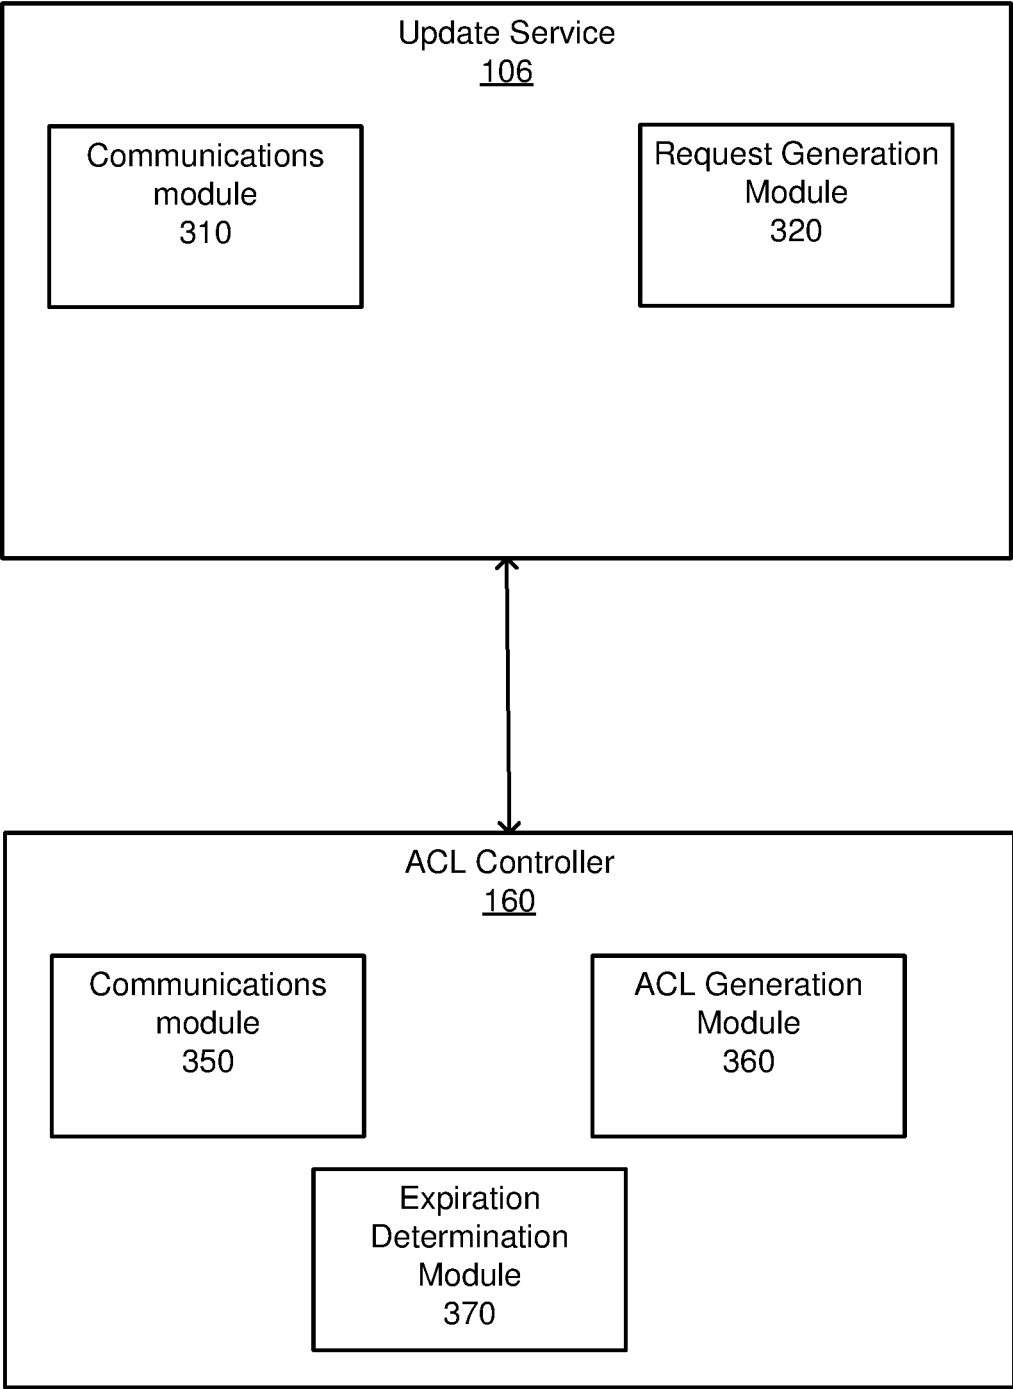 Update Service
106
Communications
module
310
Request Generation
Module
320
ACL Controller
160
Communications
module
350
ACL Generation
Module
360
Expiration
Determination
Module
370